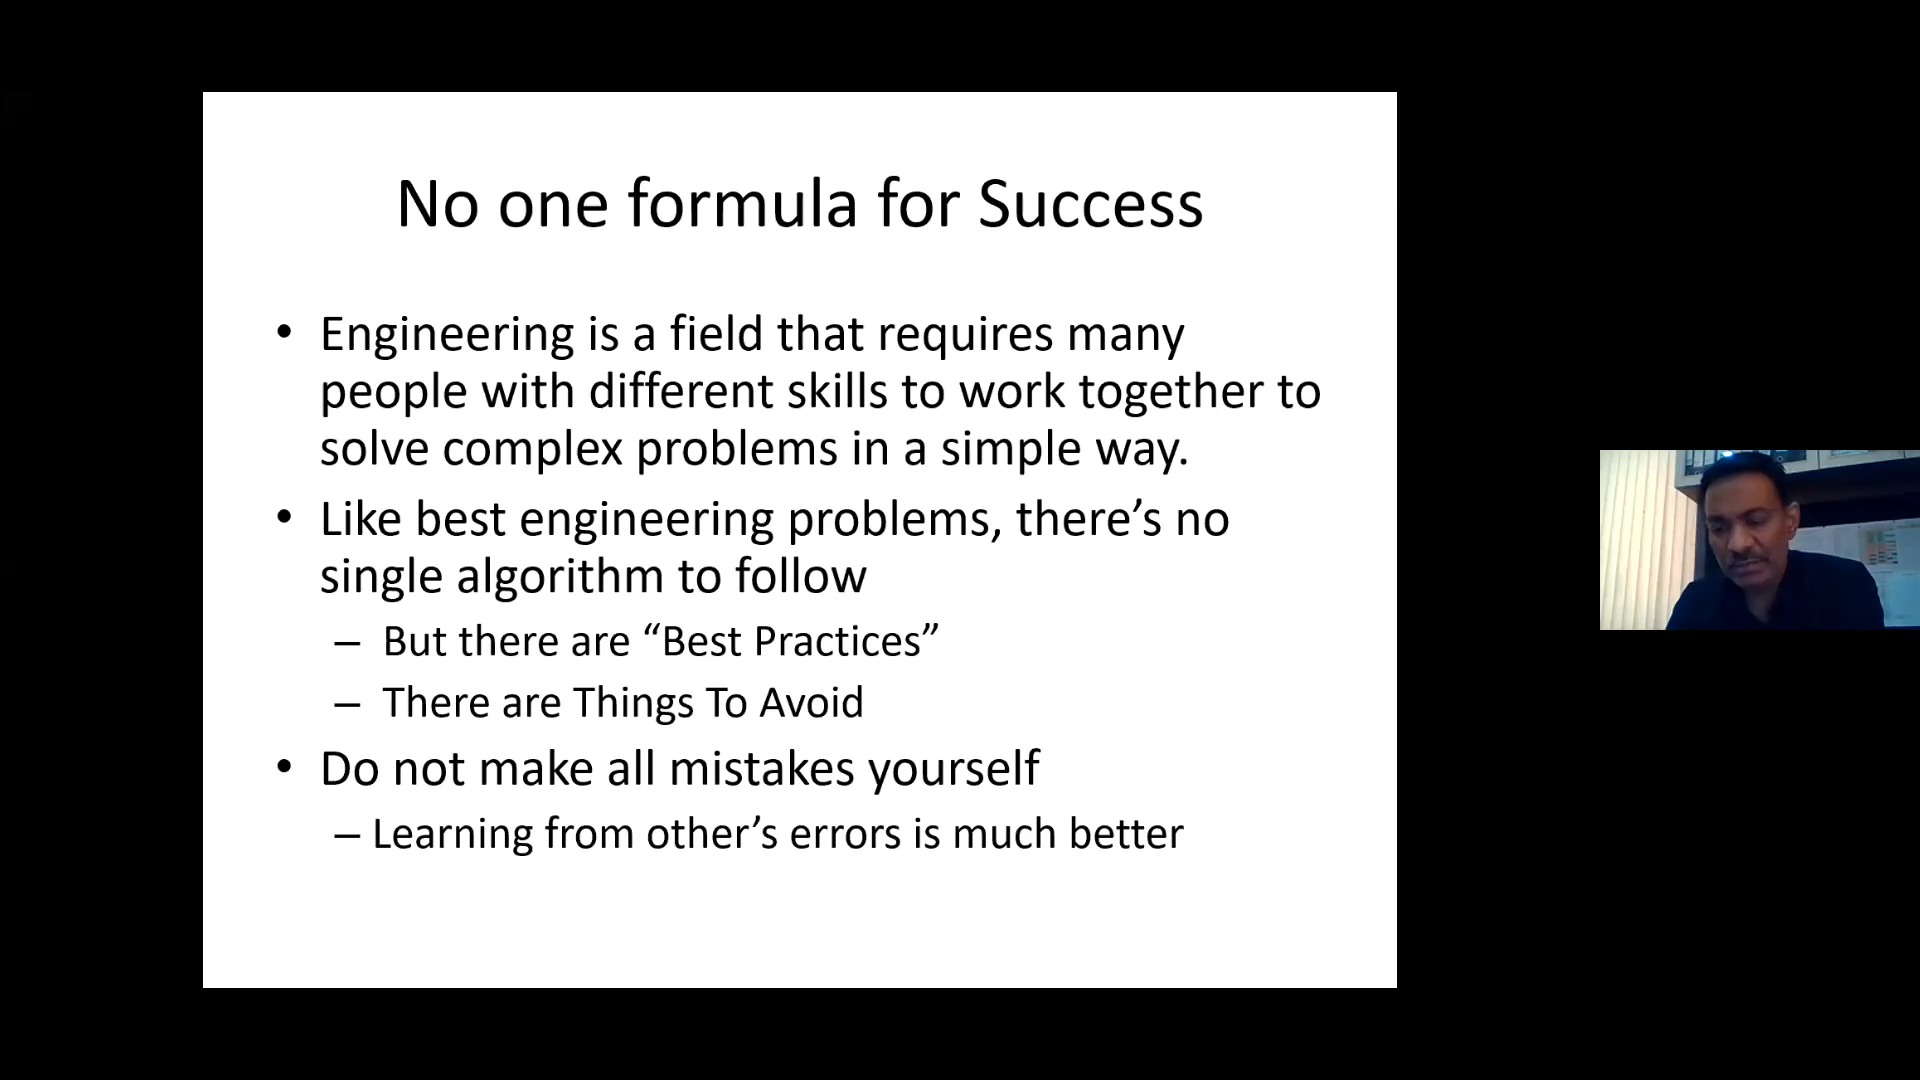 No one formula for Success
• Engineering is a field that requires many
people with different skills to work together to
solve complex problems in a simple way.
• Like best engineering problems, there’s no
single algorithm to follow
– But there are “Best Practices”
– There are Things To Avoid
• Do not make all mistakes yourself
– Learning from other’s errors is much better